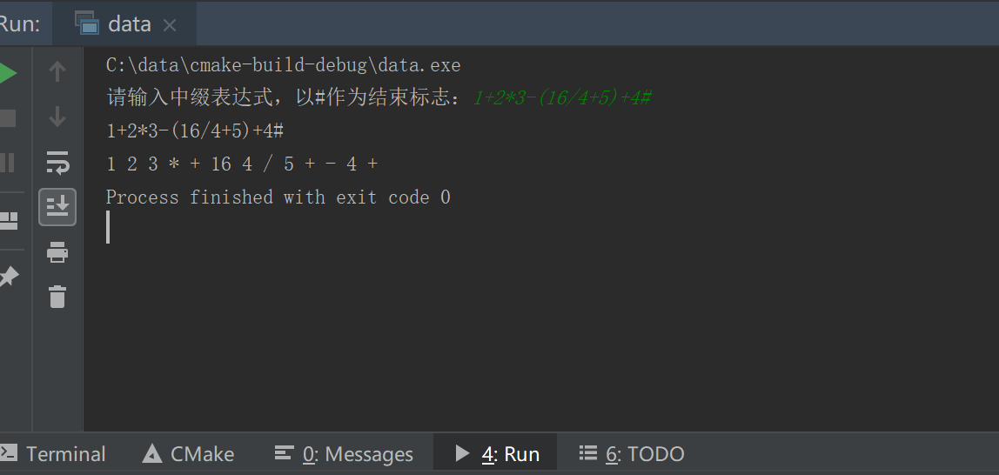 Run: data
C:\data\cmake-build-debug\data.exe
请输入中缀表达式，以#作为结束标志：1+2*3-(16/4+5)+4#
1+2*3-(16/4+5)+4#
1 2 3 * + 16 4 / 5 + - 4 +
Process finished with exit code 0
Terminal CMake 0: Messages 4: Run 6: TODO